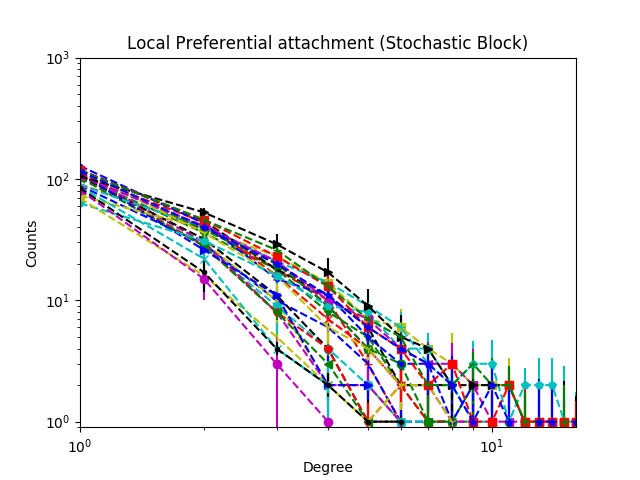 Local Preferential attachment (Stochastic Block)
10³
10²
10¹
10⁰
Counts
10⁰ 10¹
Degree